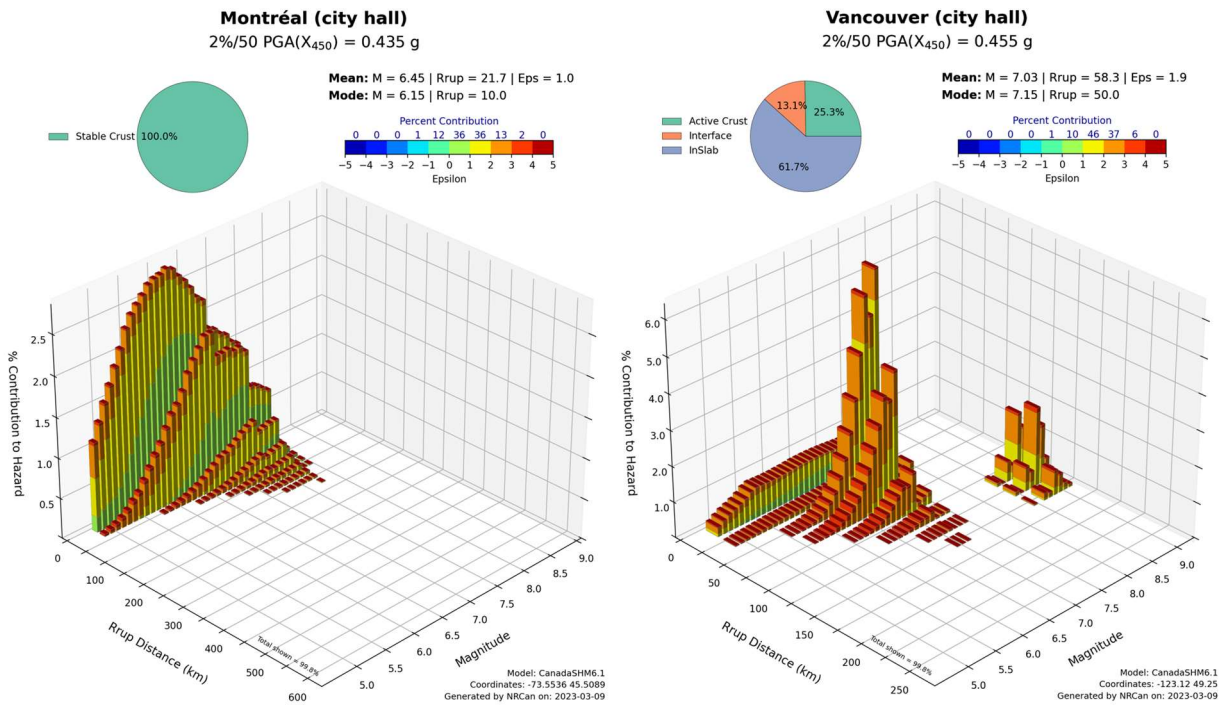 Montréal (city hall)
2%/50 PGA(X450) = 0.435 g
Mean: M = 6.45 | Rrup = 21.7 | Eps = 1.0
Mode: M = 6.15 | Rrup = 10.0
Stable Crust
100.0%
Percent Contribution
0 0 0 1 12 36 36 13 2 0
−5 −4 −3 −2 −1 0 1 2 3 4 5
Epsilon
% Contribution to Hazard
2.5
2.0
1.5
1.0
0.5
0
100
200
300
400
500
600
Rrup Distance (km)
9.0
8.5
8.0
7.5
7.0
6.5
6.0
5.5
5.0
Magnitude
Total shown = 99.8%
Model: CanadaSHM6.1
Coordinates: -73.5536 45.5089
Generated by NRCan on: 2023-03-09
Vancouver (city hall)
2%/50 PGA(X450) = 0.455 g
Mean: M = 7.03 | Rrup = 58.3 | Eps = 1.9
Mode: M = 7.15 | Rrup = 50.0
Active Crust
Interface
InSlab
13.1%
25.3%
61.7%
Percent Contribution
0 0 0 0 1 10 46 37 6 0
−5 −4 −3 −2 −1 0 1 2 3 4 5
Epsilon
% Contribution to Hazard
6.0
5.0
4.0
3.0
2.0
1.0
0
50
100
150
200
250
Rrup Distance (km)
9.0
8.5
8.0
7.5
7.0
6.5
6.0
5.5
5.0
Magnitude
Total shown = 99.8%
Model: CanadaSHM6.1
Coordinates: -123.12 49.25
Generated by NRCan on: 2023-03-09